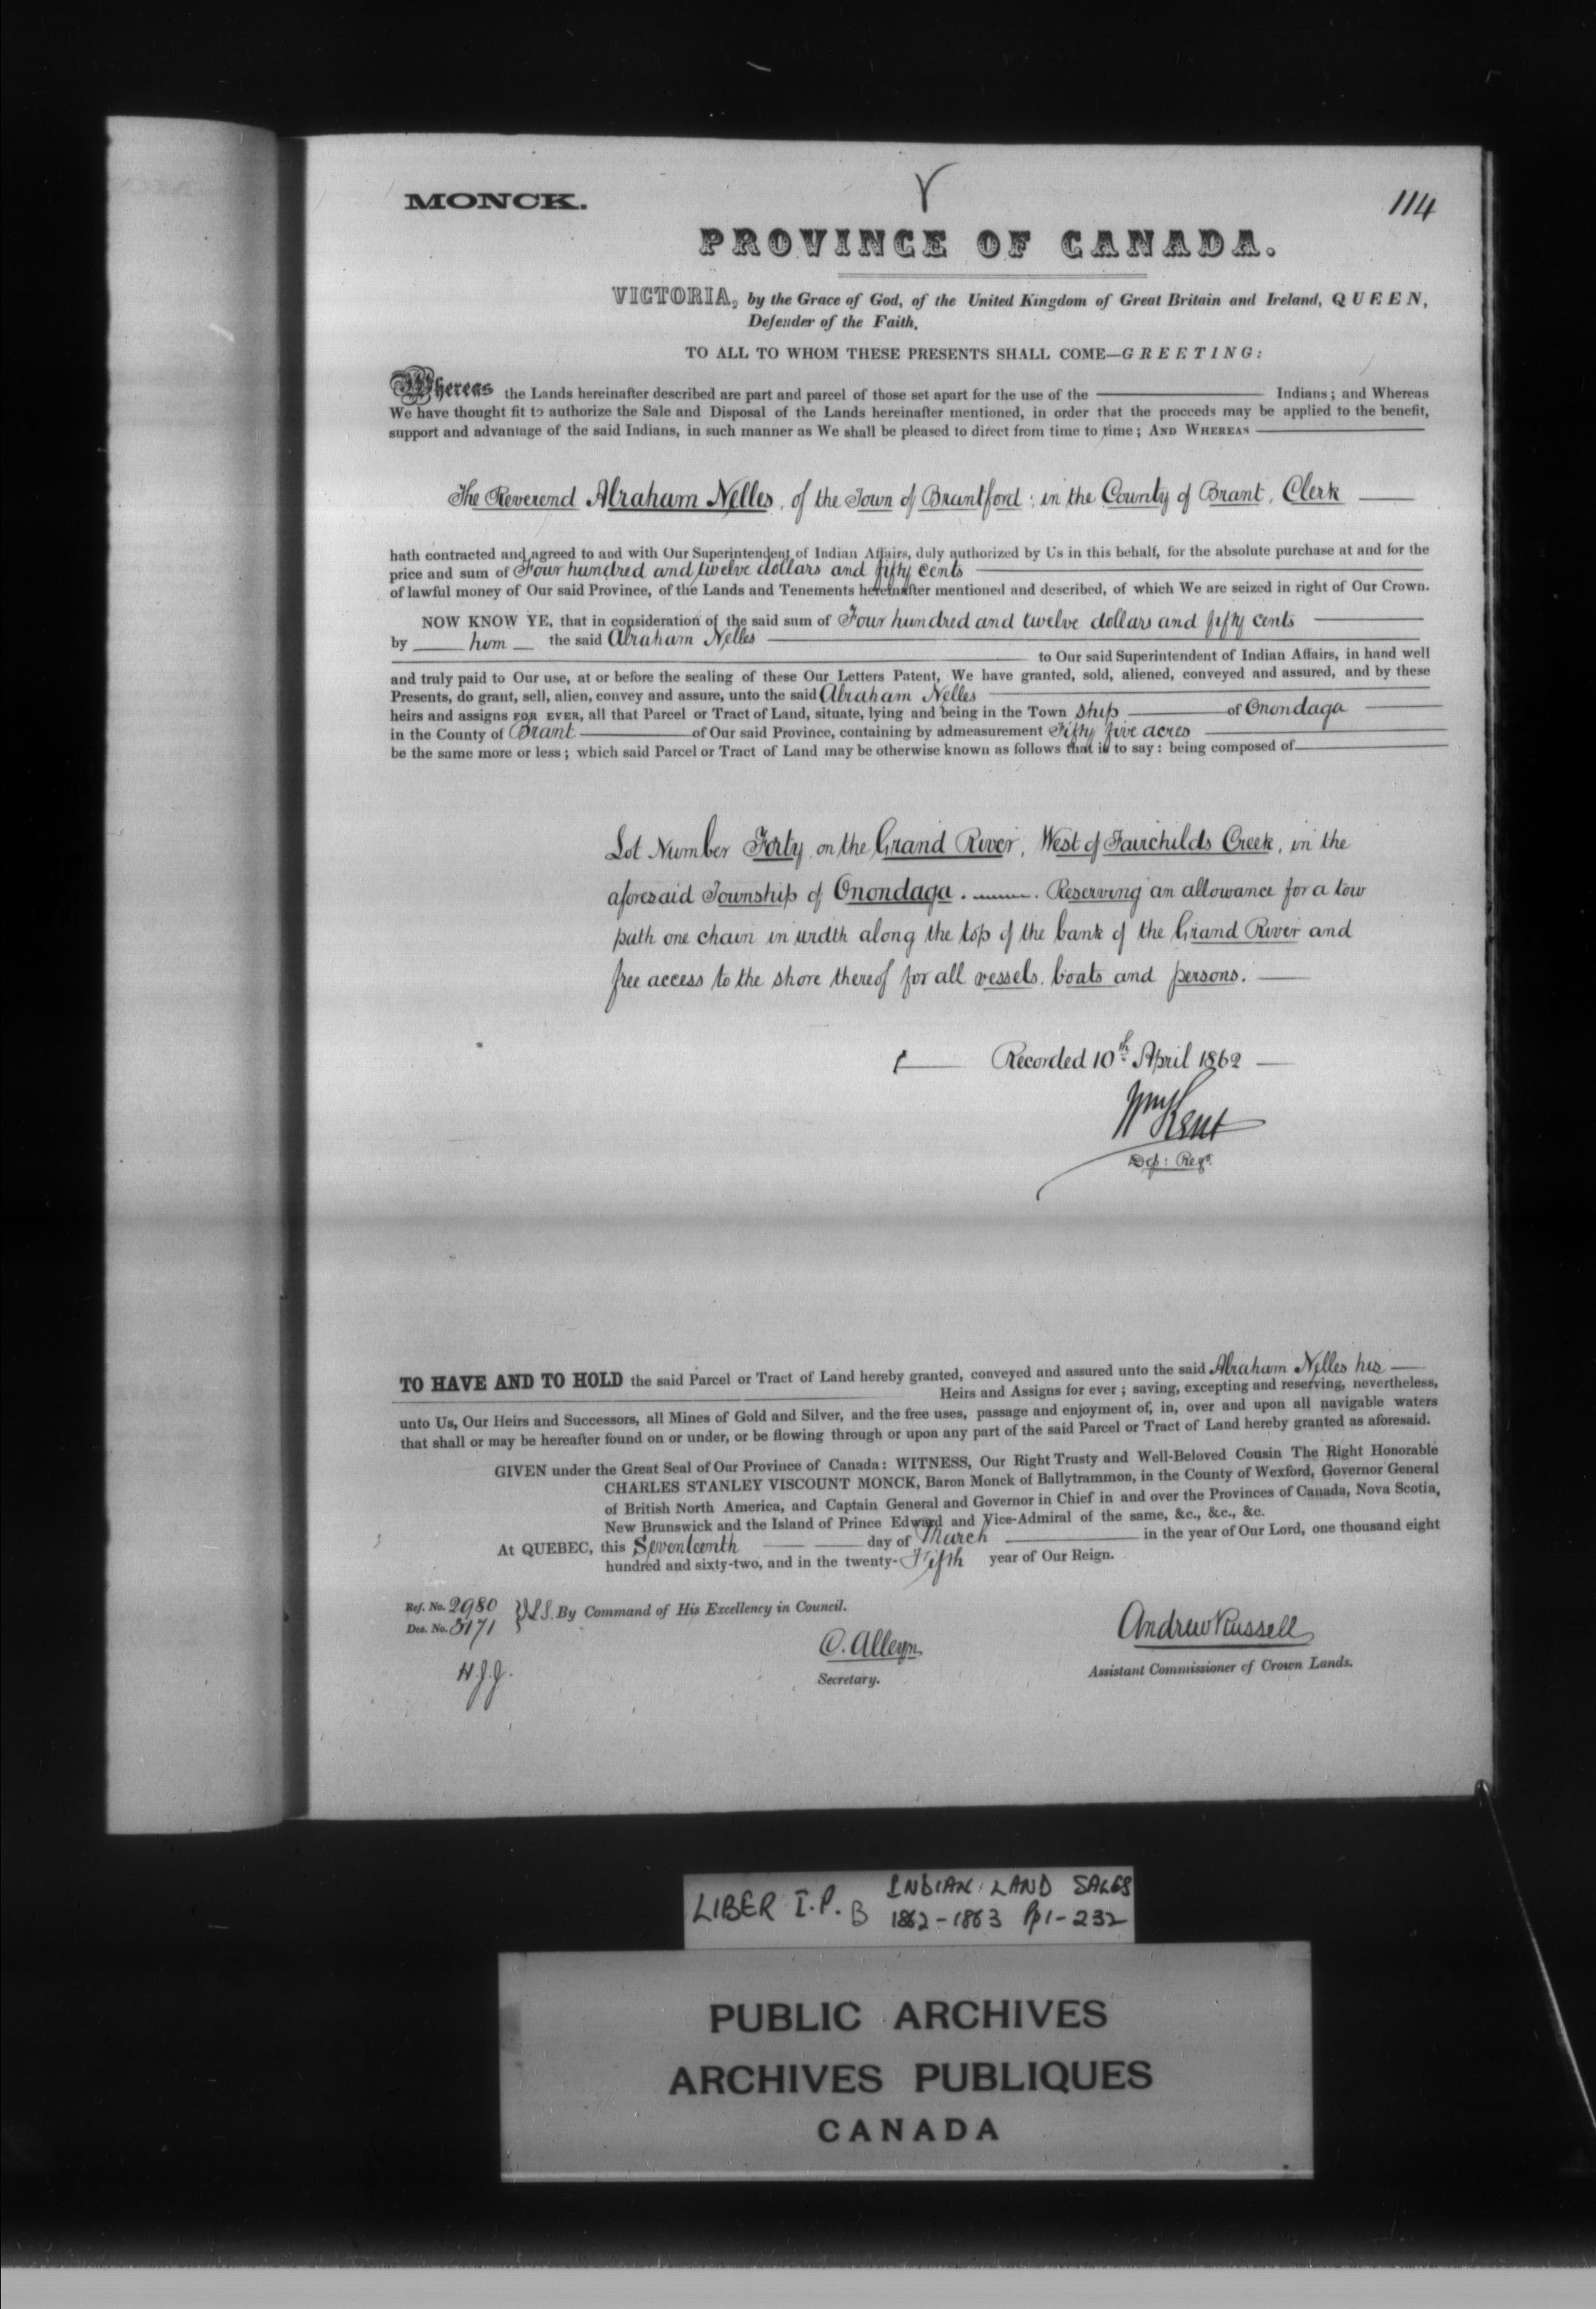 MONCK.
114
PROVINCE OF CANADA.
VICTORIA, by the Grace of God, of the United Kingdom of Great Britain and Ireland, QUEEN,
Defender of the Faith,
TO ALL TO WHOM THESE PRESENTS SHALL COME—GREETING:
Whereas the Lands hereinafter described are part and parcel of those set apart for the use of the ——— Indians; and Whereas
We have thought fit to authorize the Sale and Disposal of the Lands hereinafter mentioned, in order that the proceeds may be applied to the benefit,
support and advantage of the said Indians, in such manner as We shall be pleased to direct from time to time; AND WHEREAS ———
The Reverend Abraham Nelles, of the Town of Brantford: in the County of Brant, Clerk ——
hath contracted and agreed to and with Our Superintendent of Indian Affairs, duly authorized by Us in this behalf, for the absolute purchase at and for the
price and sum of Four hundred and twelve dollars and fifty cents ———
of lawful money of Our said Province, of the Lands and Tenements hereinafter mentioned and described, of which We are seized in right of Our Crown.
NOW KNOW YE, that in consideration of the said sum of Four hundred and twelve dollars and fifty cents ———
by —— him — the said Abraham Nelles ———
——— to Our said Superintendent of Indian Affairs, in hand well
and truly paid to Our use, at or before the sealing of these Our Letters Patent, We have granted, sold, aliened, conveyed and assured, and by these
Presents, do grant, sell, alien, convey and assure, unto the said Abraham Nelles ———
heirs and assigns FOR EVER, all that Parcel or Tract of Land, situate, lying and being in the Town ship ——— of Onondaga ———
in the County of Brant ——— of Our said Province, containing by admeasurement Fifty five acres ———
be the same more or less; which said Parcel or Tract of Land may be otherwise known as follows that is to say: being composed of ———
Lot Number Forty, on the Grand River, West of Fairchilds Creek, in the
aforesaid Township of Onondaga. ——. Reserving an allowance for a tow
path one chain in width along the top of the bank of the Grand River and
free access to the shore thereof for all vessels, boats and persons. ——
—— Recorded 10th April 1862 —
Wm Kent
Dep: Regr.
TO HAVE AND TO HOLD the said Parcel or Tract of Land hereby granted, conveyed and assured unto the said Abraham Nelles his ——
——— Heirs and Assigns for ever; saving, excepting and reserving, nevertheless,
unto Us, Our Heirs and Successors, all Mines of Gold and Silver, and the free uses, passage and enjoyment of, in, over and upon all navigable waters
that shall or may be hereafter found on or under, or be flowing through or upon any part of the said Parcel or Tract of Land hereby granted as aforesaid.
GIVEN under the Great Seal of Our Province of Canada: WITNESS, Our Right Trusty and Well-Beloved Cousin The Right Honorable
CHARLES STANLEY VISCOUNT MONCK, Baron Monck of Ballytrammon, in the County of Wexford, Governor General
of British North America, and Captain General and Governor in Chief in and over the Provinces of Canada, Nova Scotia,
New Brunswick and the Island of Prince Edward and Vice-Admiral of the same, &c., &c., &c.
At QUEBEC, this Seventeenth —— day of March ——— in the year of Our Lord, one thousand eight
hundred and sixty-two, and in the twenty-Fifth year of Our Reign.
Ref. No. 2980
Des. No. 3171
By Command of His Excellency in Council.
H.J.J.
C. Alleyn
Secretary.
Andrew Russell
Assistant Commissioner of Crown Lands.
LIBER I.P. B INDIAN LAND SALES
1862-1863 Pp 1-232
PUBLIC ARCHIVES
ARCHIVES PUBLIQUES
CANADA